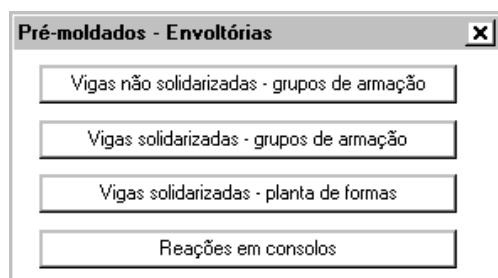 Pré-moldados - Envoltórias
Vigas não solidarizadas - grupos de armação
Vigas solidarizadas - grupos de armação
Vigas solidarizadas - planta de formas
Reações em consolos